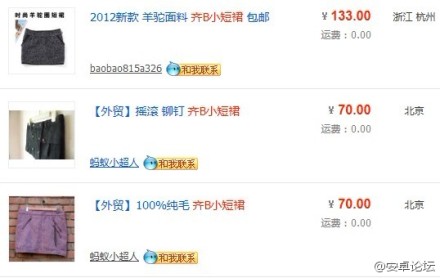 时尚羊驼圈短裙
2012新款 羊驼面料 齐B小短裙 包邮
¥ 133.00
浙江 杭州
运费：0.00
baobao815a326 和我联系
【外贸】摇滚 铆钉 齐B小短裙
¥ 70.00
北京
运费：0.00
蚂蚁小超人 和我联系
【外贸】100%纯毛 齐B小短裙
¥ 70.00
北京
运费：0.00
蚂蚁小超人 和我联系
@安卓论坛